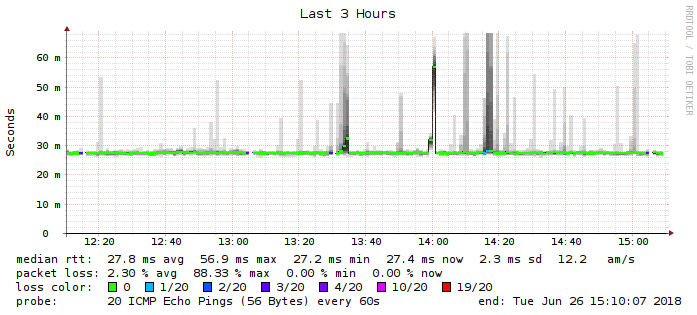 Last 3 Hours
RRDTOOL / TOBI OETIKER
Seconds
60 m
50 m
40 m
30 m
20 m
10 m
0
12:20 12:40 13:00 13:20 13:40 14:00 14:20 14:40 15:00
median rtt: 27.8 ms avg 56.9 ms max 27.2 ms min 27.4 ms now 2.3 ms sd 12.2 am/s
packet loss: 2.30 % avg 88.33 % max 0.00 % min 0.00 % now
loss color: 0 1/20 2/20 3/20 4/20 10/20 19/20
probe: 20 ICMP Echo Pings (56 Bytes) every 60s end: Tue Jun 26 15:10:07 2018